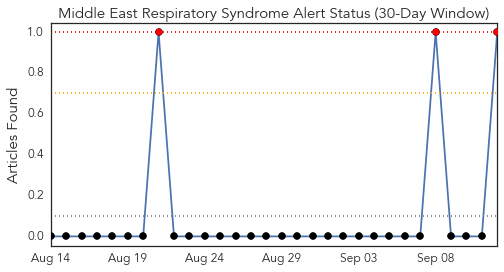 Middle East Respiratory Syndrome Alert Status (30-Day Window)
Articles Found
1.0
0.8
0.6
0.4
0.2
0.0
Aug 14 Aug 19 Aug 24 Aug 29 Sep 03 Sep 08